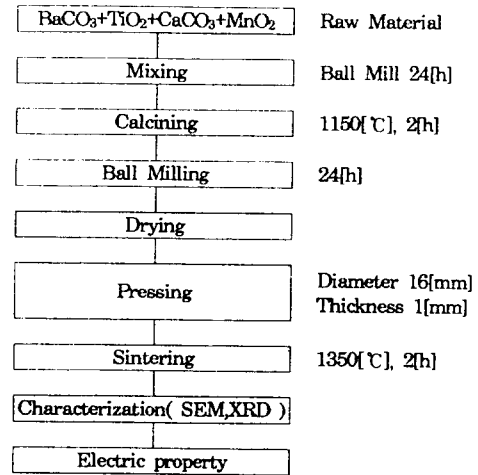 BaCO₃+TiO₂+CaCO₃+MnO₂ Raw Material
Mixing Ball Mill 24[h]
Calcining 1150[℃], 2[h]
Ball Milling 24[h]
Drying
Pressing
Diameter 16[mm]
Thickness 1[mm]
Sintering 1350[℃], 2[h]
Characterization( SEM,XRD )
Electric property